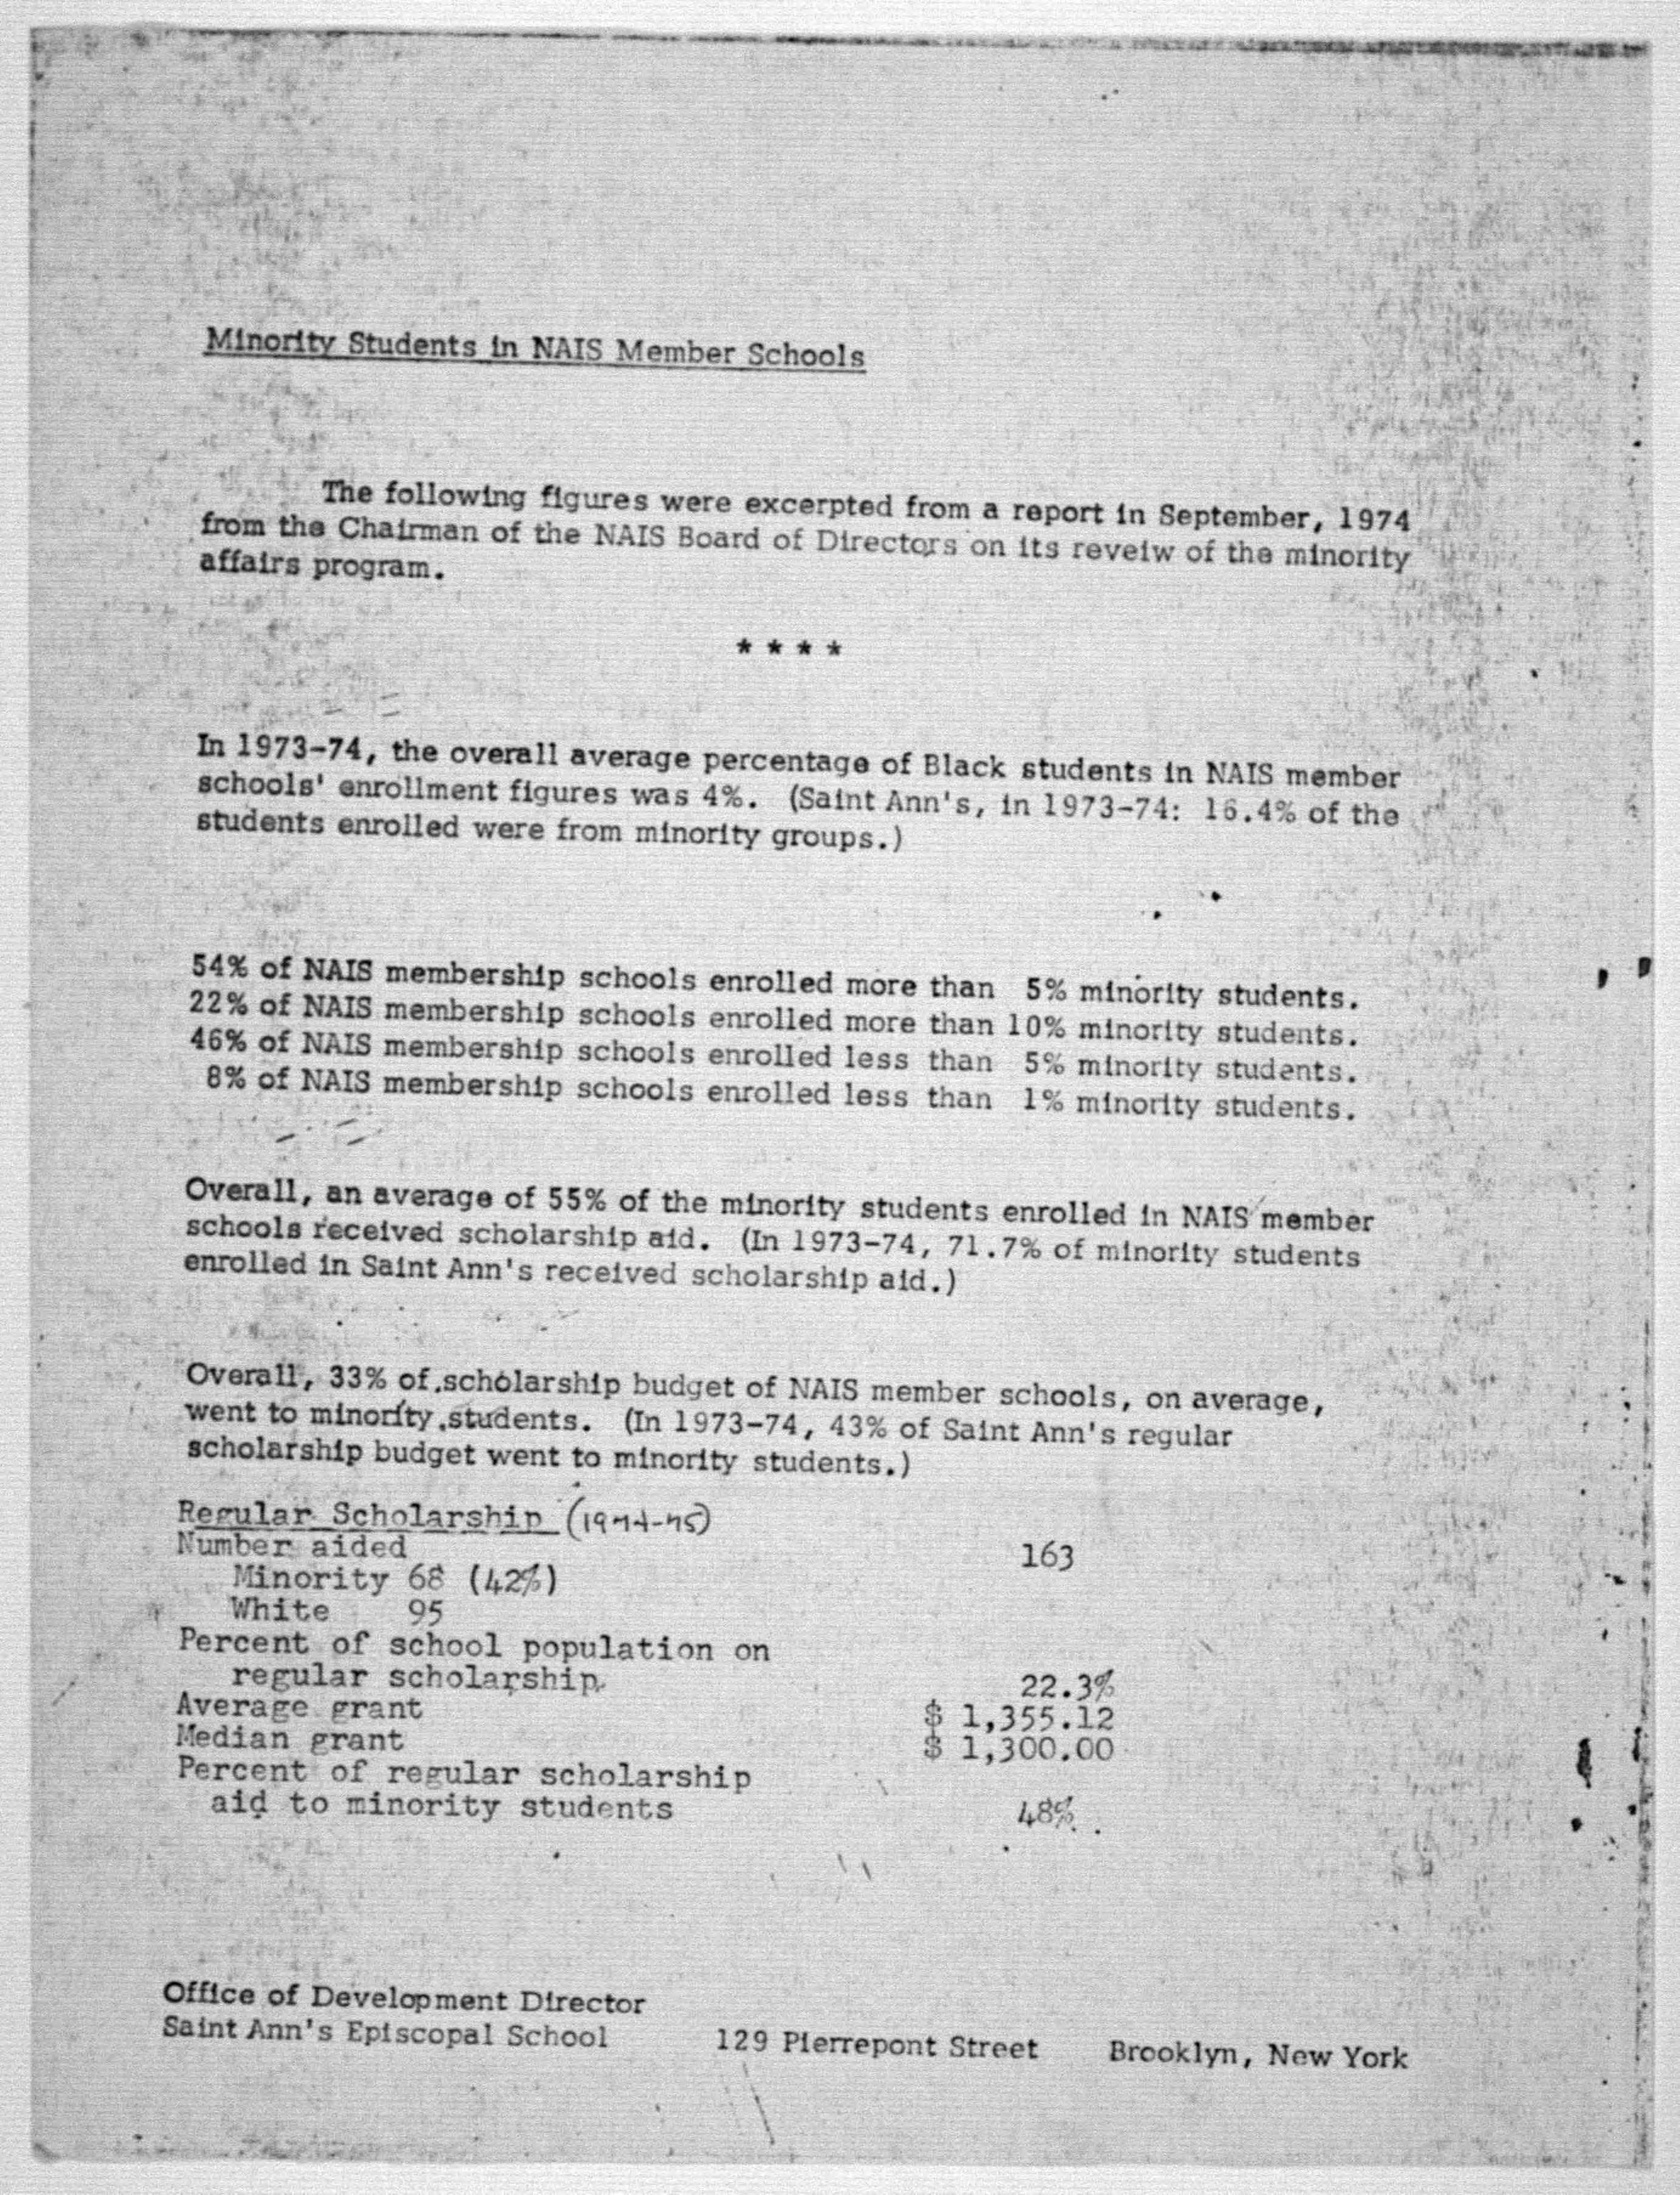 Minority Students in NAIS Member Schools
The following figures were excerpted from a report in September, 1974
from the Chairman of the NAIS Board of Directors on its reveiw of the minority
affairs program.
* * * *
In 1973-74, the overall average percentage of Black students in NAIS member
schools' enrollment figures was 4%. (Saint Ann's, in 1973-74: 16.4% of the
students enrolled were from minority groups.)
54% of NAIS membership schools enrolled more than 5% minority students.
22% of NAIS membership schools enrolled more than 10% minority students.
46% of NAIS membership schools enrolled less than 5% minority students.
8% of NAIS membership schools enrolled less than 1% minority students.
Overall, an average of 55% of the minority students enrolled in NAIS member
schools received scholarship aid. (In 1973-74, 71.7% of minority students
enrolled in Saint Ann's received scholarship aid.)
Overall, 33% of scholarship budget of NAIS member schools, on average,
went to minority students. (In 1973-74, 43% of Saint Ann's regular
scholarship budget went to minority students.)
Regular Scholarship (1974-75)
Number aided 163
Minority 68 (42%)
White 95
Percent of school population on
regular scholarship 22.3%
Average grant $ 1,355.12
Median grant $ 1,300.00
Percent of regular scholarship
aid to minority students 48%
Office of Development Director
Saint Ann's Episcopal School 129 Pierrepont Street Brooklyn, New York